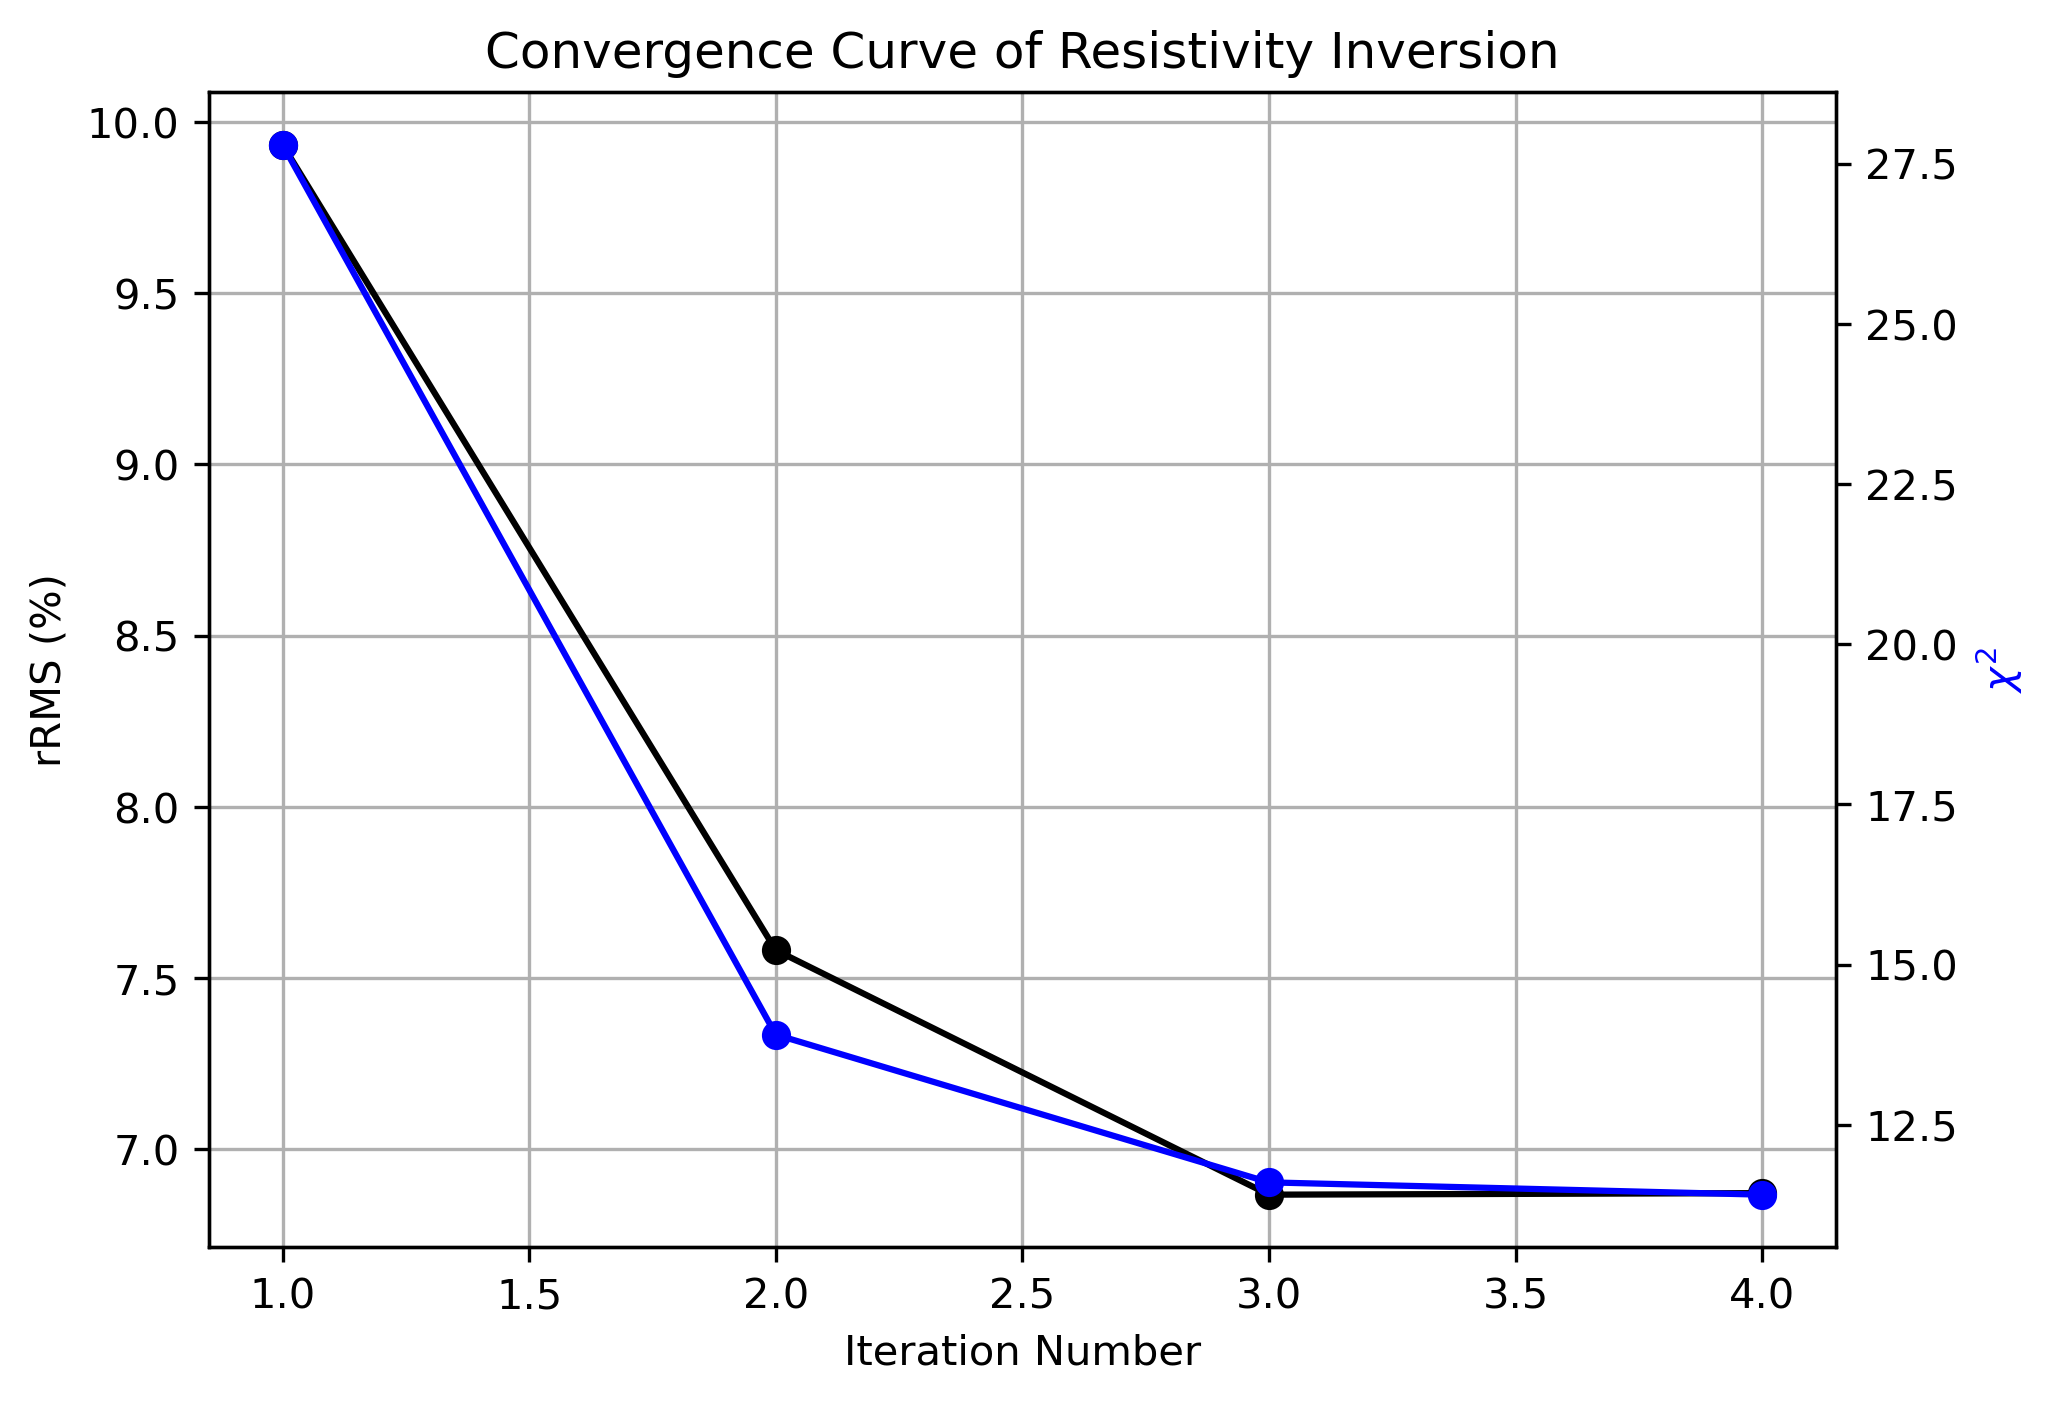 Convergence Curve of Resistivity Inversion
10.0
9.5
9.0
8.5
8.0
7.5
7.0
rRMS (%)
27.5
25.0
22.5
20.0
17.5
15.0
12.5
χ²
1.0 1.5 2.0 2.5 3.0 3.5 4.0
Iteration Number